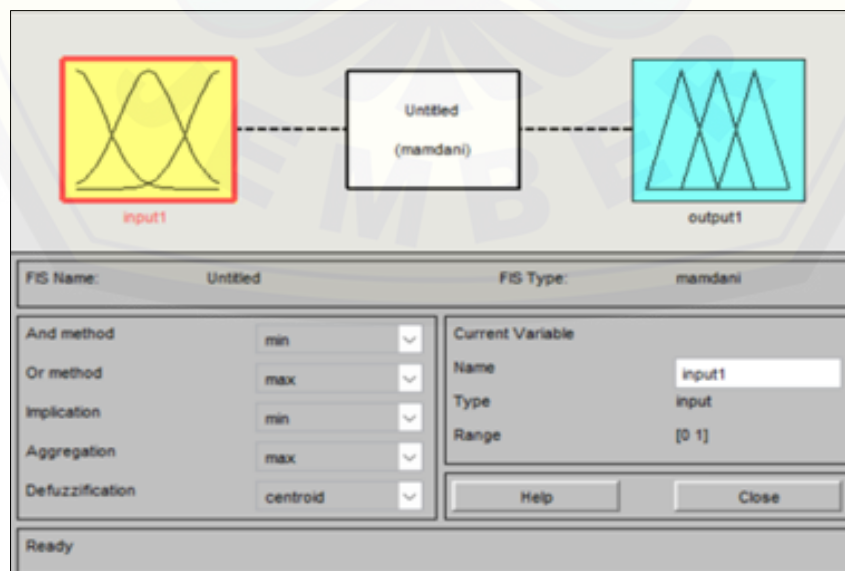 Untitled
(mamdani)
input1
output1
FIS Name: Untitled FIS Type: mamdani
And method min
Or method max
Implication min
Aggregation max
Defuzzification centroid
Current Variable
Name input1
Type input
Range [0 1]
Help Close
Ready